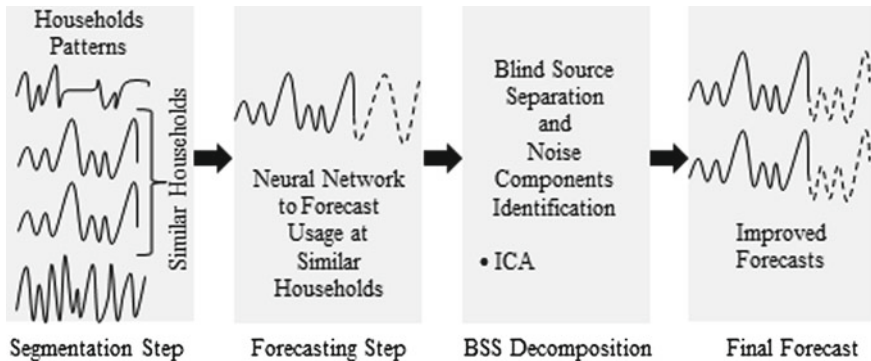 Households
Patterns
Similar Households
Segmentation Step
Neural Network
to Forecast
Usage at
Similar
Households
Forecasting Step
Blind Source
Separation
and
Noise
Components
Identification
• ICA
BSS Decomposition
Improved
Forecasts
Final Forecast